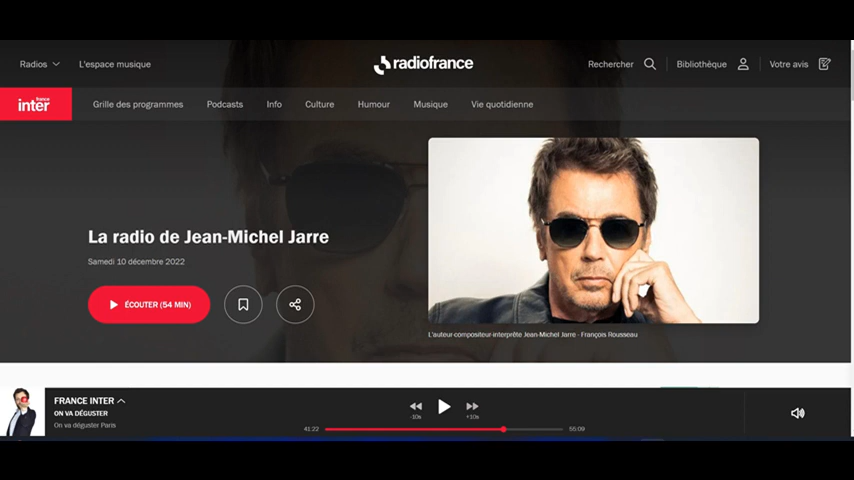 Radios
L'espace musique
radiofrance
Rechercher
Bibliothèque
Votre avis
france
inter
Grille des programmes
Podcasts
Info
Culture
Humour
Musique
Vie quotidienne
La radio de Jean-Michel Jarre
Samedi 10 décembre 2022
ÉCOUTER (54 MIN)
L'auteur-compositeur-interprète Jean-Michel Jarre - François Rousseau
FRANCE INTER
ON VA DÉGUSTER
On va déguster Paris
-10s
+10s
41:22
55:09